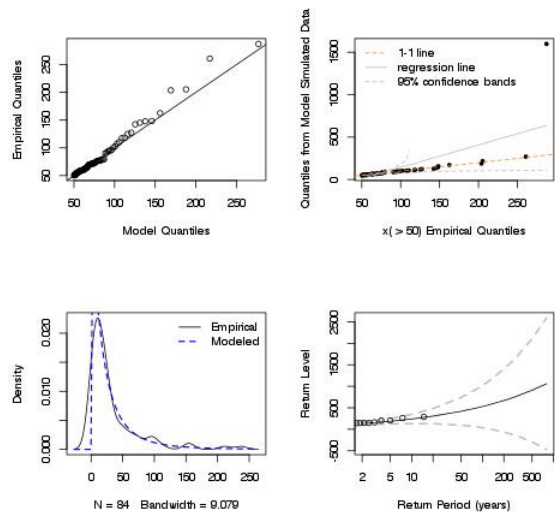 Empirical Quantiles
50
100
150
200
250
50 100 150 200 250
Model Quantiles
Quantiles from Model Simulated Data
0
500
1000
1500
1-1 line
regression line
95% confidence bands
50 100 150 200 250
x( > 50) Empirical Quantiles
Density
0.000
0.010
0.020
Empirical
Modeled
0 50 100 150 200 250
N = 84 Bandwidth = 9.079
Return Level
-500
500
1500
2500
2 5 10 20 50 200 500
Return Period (years)